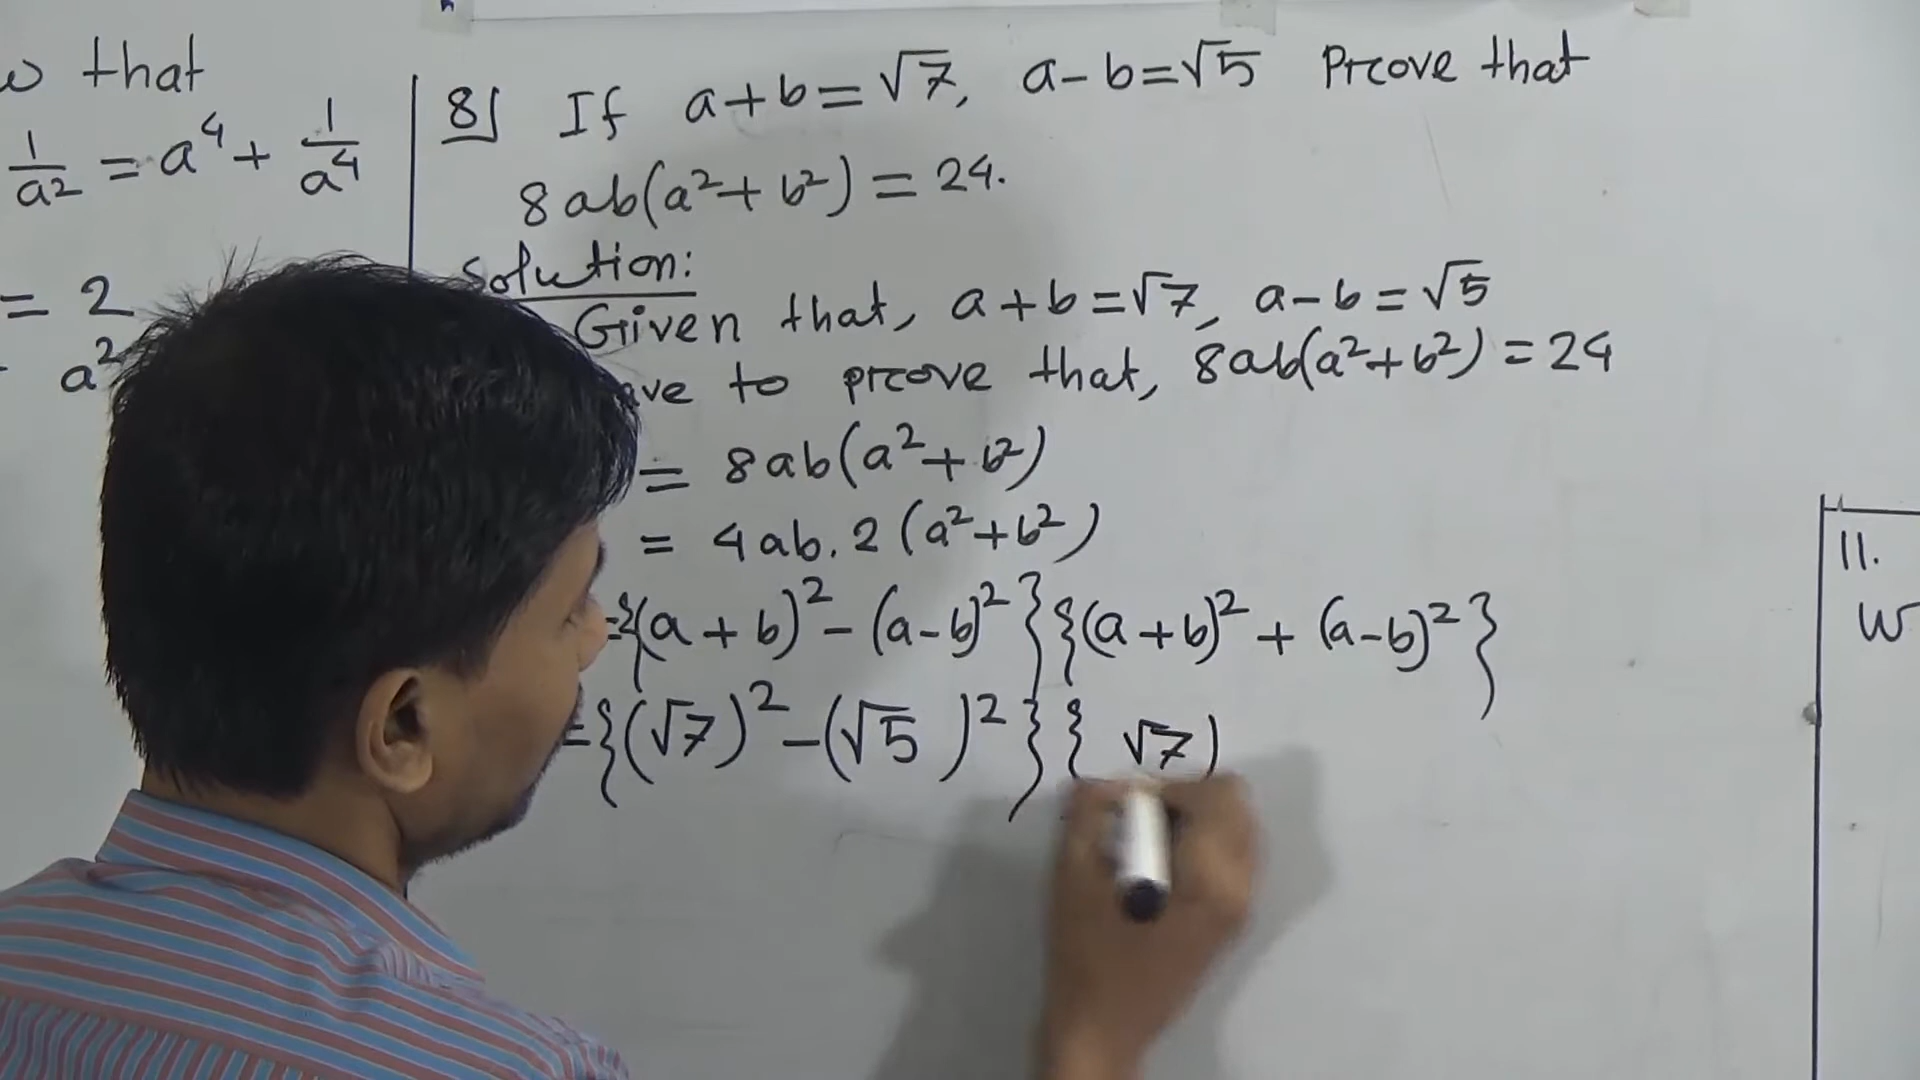 that
1/a² = a⁴ + 1/a⁴
= 2
a²
8] If a + b = √7, a - b = √5 Prove that
8ab(a² + b²) = 24.
Solution:
Given that, a + b = √7, a - b = √5
to prove that, 8ab(a² + b²) = 24
= 8ab(a² + b²)
= 4ab.2(a² + b²)
= {(a + b)² - (a - b)²}{(a + b)² + (a - b)²}
= {(√7)² - (√5)²}{ √7)
11.
W